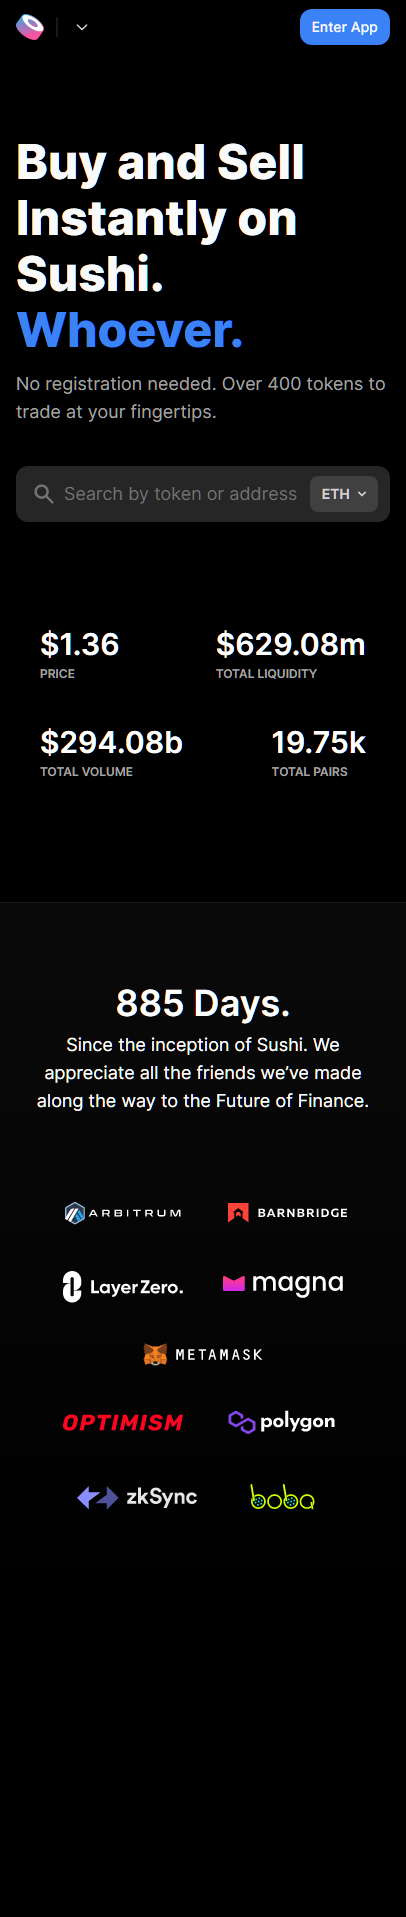 Enter App
Buy and Sell
Instantly on
Sushi.
Whoever.
No registration needed. Over 400 tokens to
trade at your fingertips.
Search by token or address ETH
$1.36 $629.08m
PRICE TOTAL LIQUIDITY
$294.08b 19.75k
TOTAL VOLUME TOTAL PAIRS
885 Days.
Since the inception of Sushi. We
appreciate all the friends we’ve made
along the way to the Future of Finance.
ARBITRUM BARNBRIDGE
LayerZero. magna
METAMASK
OPTIMISM polygon
zkSync boba